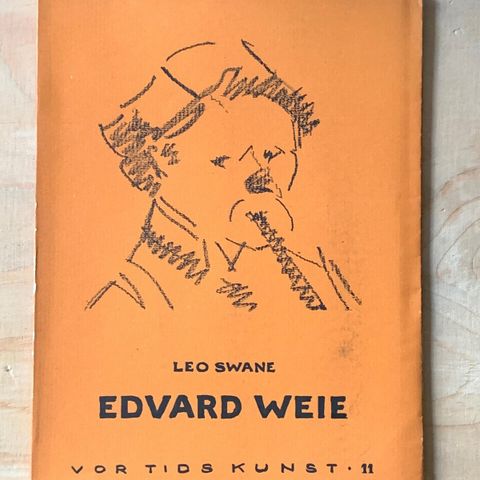 LEO SWANE
EDVARD WEIE
VOR TIDS KUNST · 11